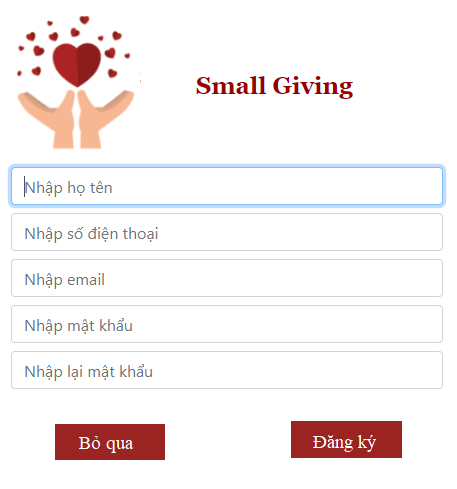 Small Giving
Nhập họ tên
Nhập số điện thoại
Nhập email
Nhập mật khẩu
Nhập lại mật khẩu
Bỏ qua
Đăng ký